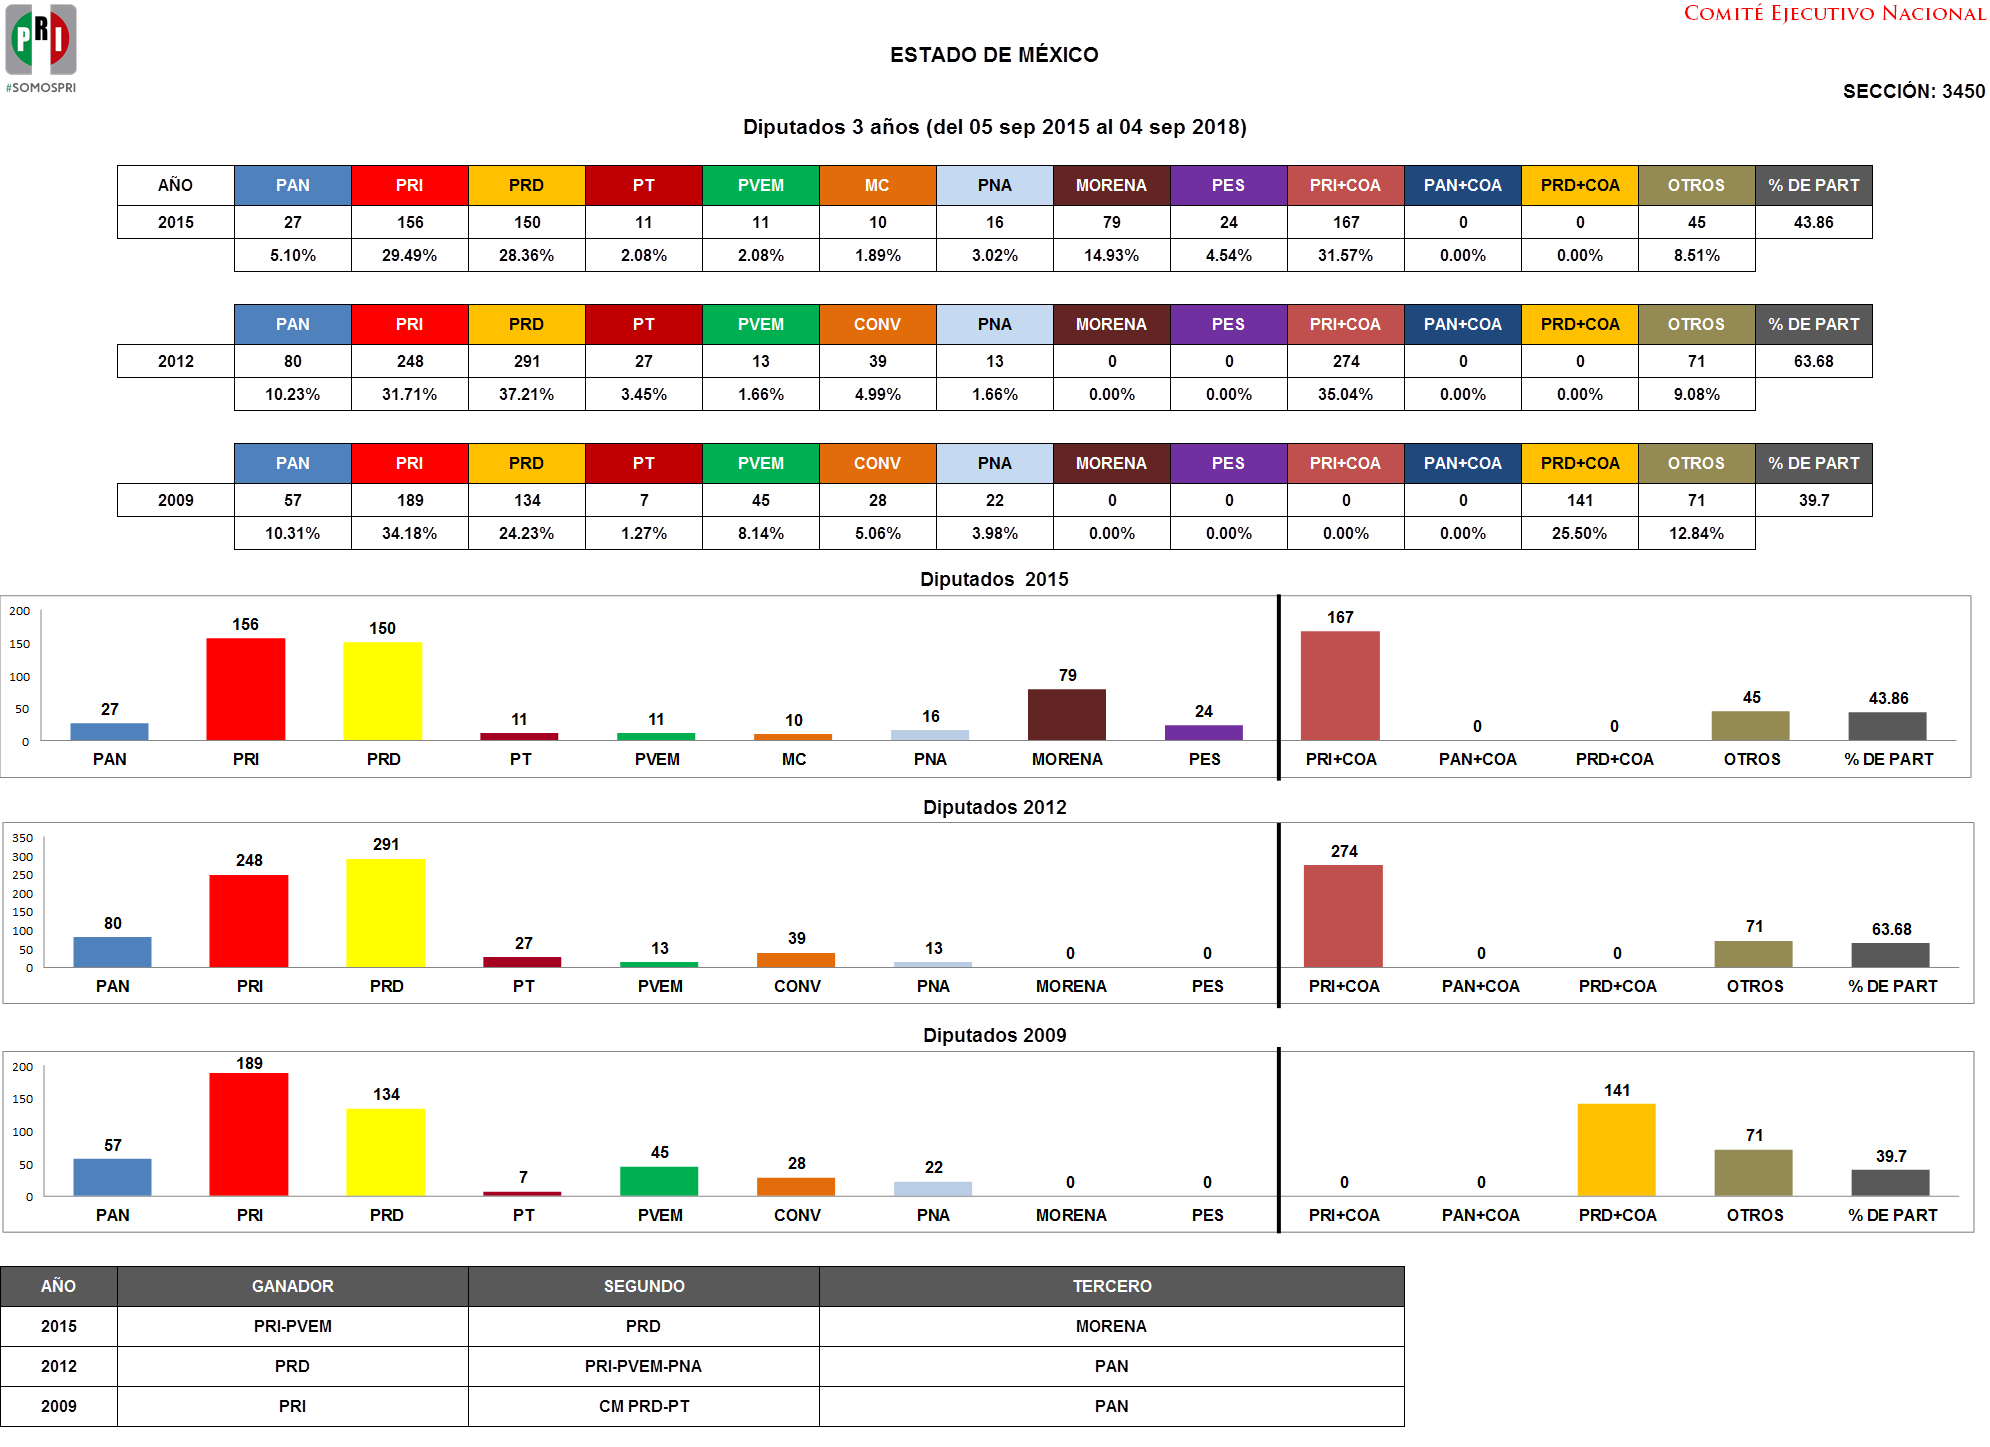 PRI
#SOMOSPRI
COMITÉ EJECUTIVO NACIONAL
ESTADO DE MÉXICO
SECCIÓN: 3450
Diputados 3 años (del 05 sep 2015 al 04 sep 2018)
AÑO PAN PRI PRD PT PVEM MC PNA MORENA PES PRI+COA PAN+COA PRD+COA OTROS % DE PART
2015 27 156 150 11 11 10 16 79 24 167 0 0 45 43.86
5.10% 29.49% 28.36% 2.08% 2.08% 1.89% 3.02% 14.93% 4.54% 31.57% 0.00% 0.00% 8.51%
PAN PRI PRD PT PVEM CONV PNA MORENA PES PRI+COA PAN+COA PRD+COA OTROS % DE PART
2012 80 248 291 27 13 39 13 0 0 274 0 0 71 63.68
10.23% 31.71% 37.21% 3.45% 1.66% 4.99% 1.66% 0.00% 0.00% 35.04% 0.00% 0.00% 9.08%
PAN PRI PRD PT PVEM CONV PNA MORENA PES PRI+COA PAN+COA PRD+COA OTROS % DE PART
2009 57 189 134 7 45 28 22 0 0 0 0 141 71 39.7
10.31% 34.18% 24.23% 1.27% 8.14% 5.06% 3.98% 0.00% 0.00% 0.00% 0.00% 25.50% 12.84%
Diputados 2015
200
150
100
50
0
27 156 150 11 11 10 16 79 24 167 0 0 45 43.86
PAN PRI PRD PT PVEM MC PNA MORENA PES PRI+COA PAN+COA PRD+COA OTROS % DE PART
Diputados 2012
350
300
250
200
150
100
50
0
80 248 291 27 13 39 13 0 0 274 0 0 71 63.68
PAN PRI PRD PT PVEM CONV PNA MORENA PES PRI+COA PAN+COA PRD+COA OTROS % DE PART
Diputados 2009
200
150
100
50
0
57 189 134 7 45 28 22 0 0 0 0 141 71 39.7
PAN PRI PRD PT PVEM CONV PNA MORENA PES PRI+COA PAN+COA PRD+COA OTROS % DE PART
AÑO GANADOR SEGUNDO TERCERO
2015 PRI-PVEM PRD MORENA
2012 PRD PRI-PVEM-PNA PAN
2009 PRI CM PRD-PT PAN